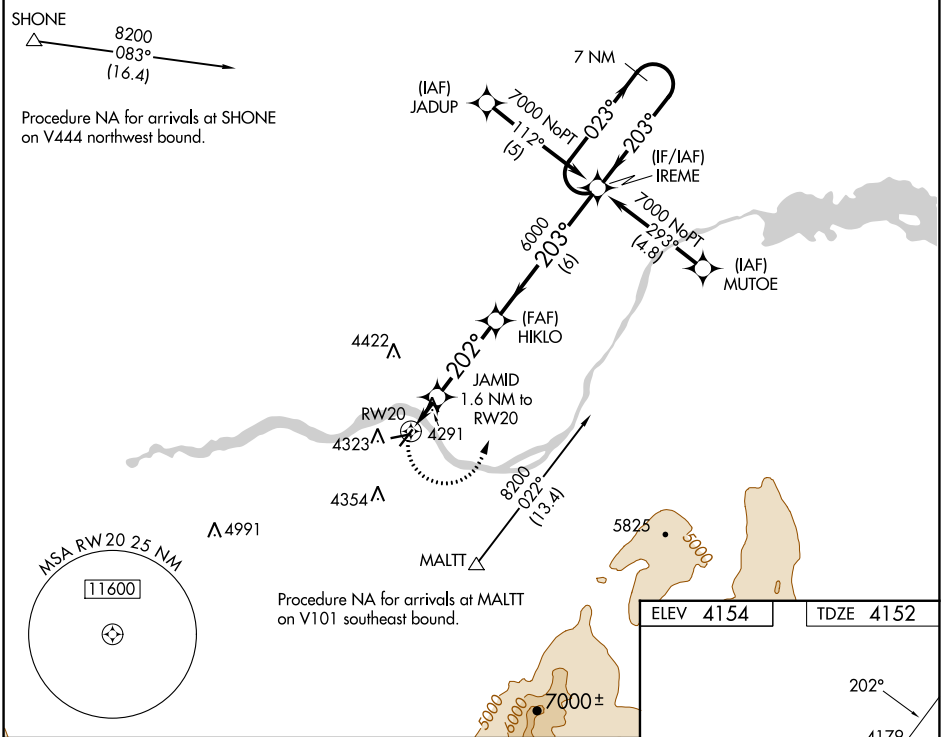 SHONE
8200
083°
(16.4)
Procedure NA for arrivals at SHONE
on V444 northwest bound.
7 NM
(IAF)
JADUP
7000 NoPT
112°
(5)
023°
203°
(IF/IAF)
IREME
7000 NoPT
293°
(4.8)
(IAF)
MUTOE
6000
203°
(6)
(FAF)
HIKLO
202°
4422
JAMID
1.6 NM to
RW20
RW20
4291
4323
4354
4991
8200
022°
(13.4)
MALTT
Procedure NA for arrivals at MALTT
on V101 southeast bound.
MSA RW20 25 NM
11600
5825
5000
5000
6000
7000±
ELEV 4154
TDZE 4152
202°
4179